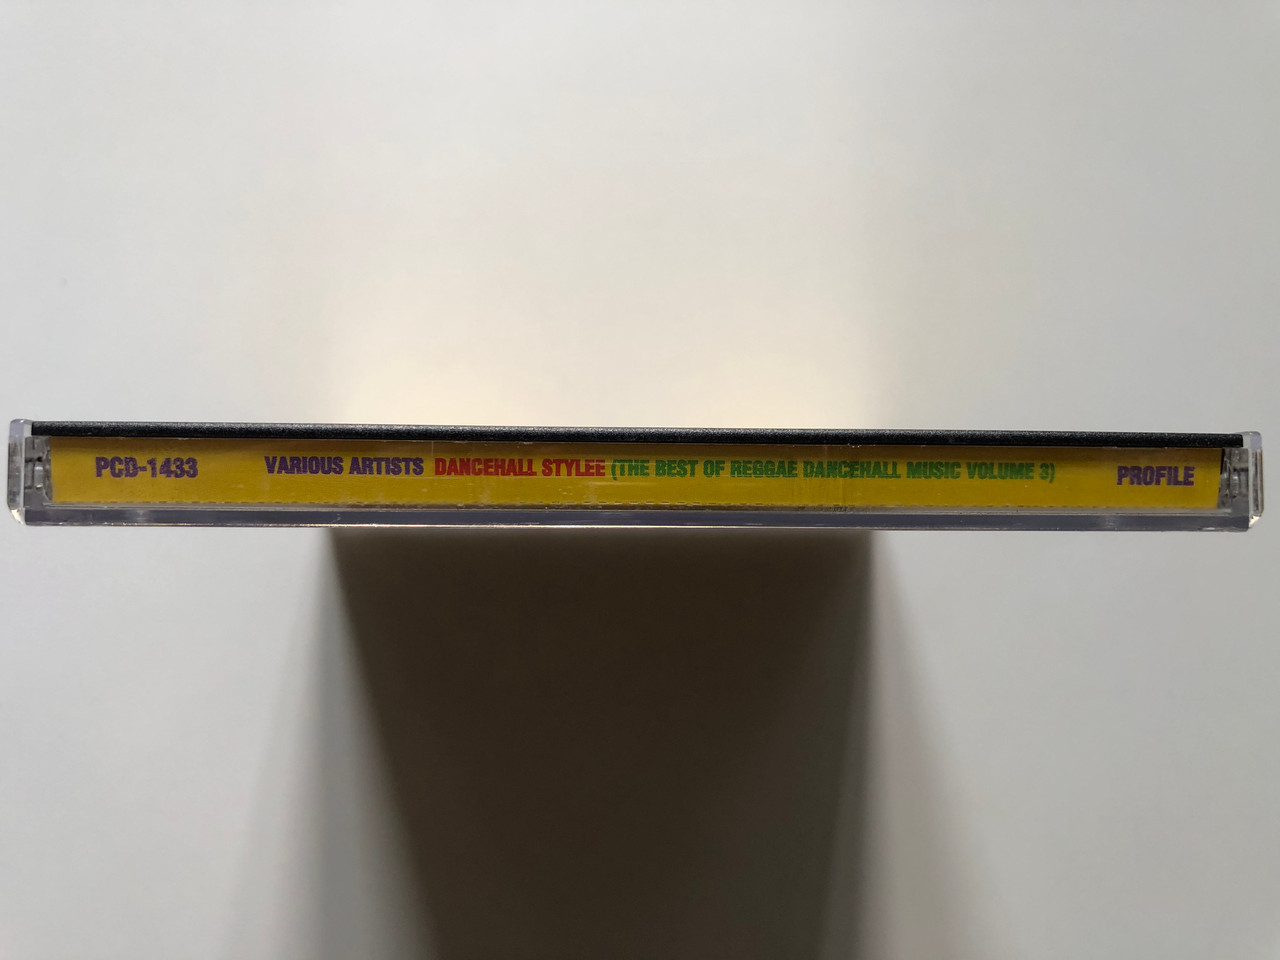 PCD-1433 VARIOUS ARTISTS DANCEHALL STYLEE (THE BEST OF REGGAE DANCEHALL MUSIC VOLUME 3) PROFILE